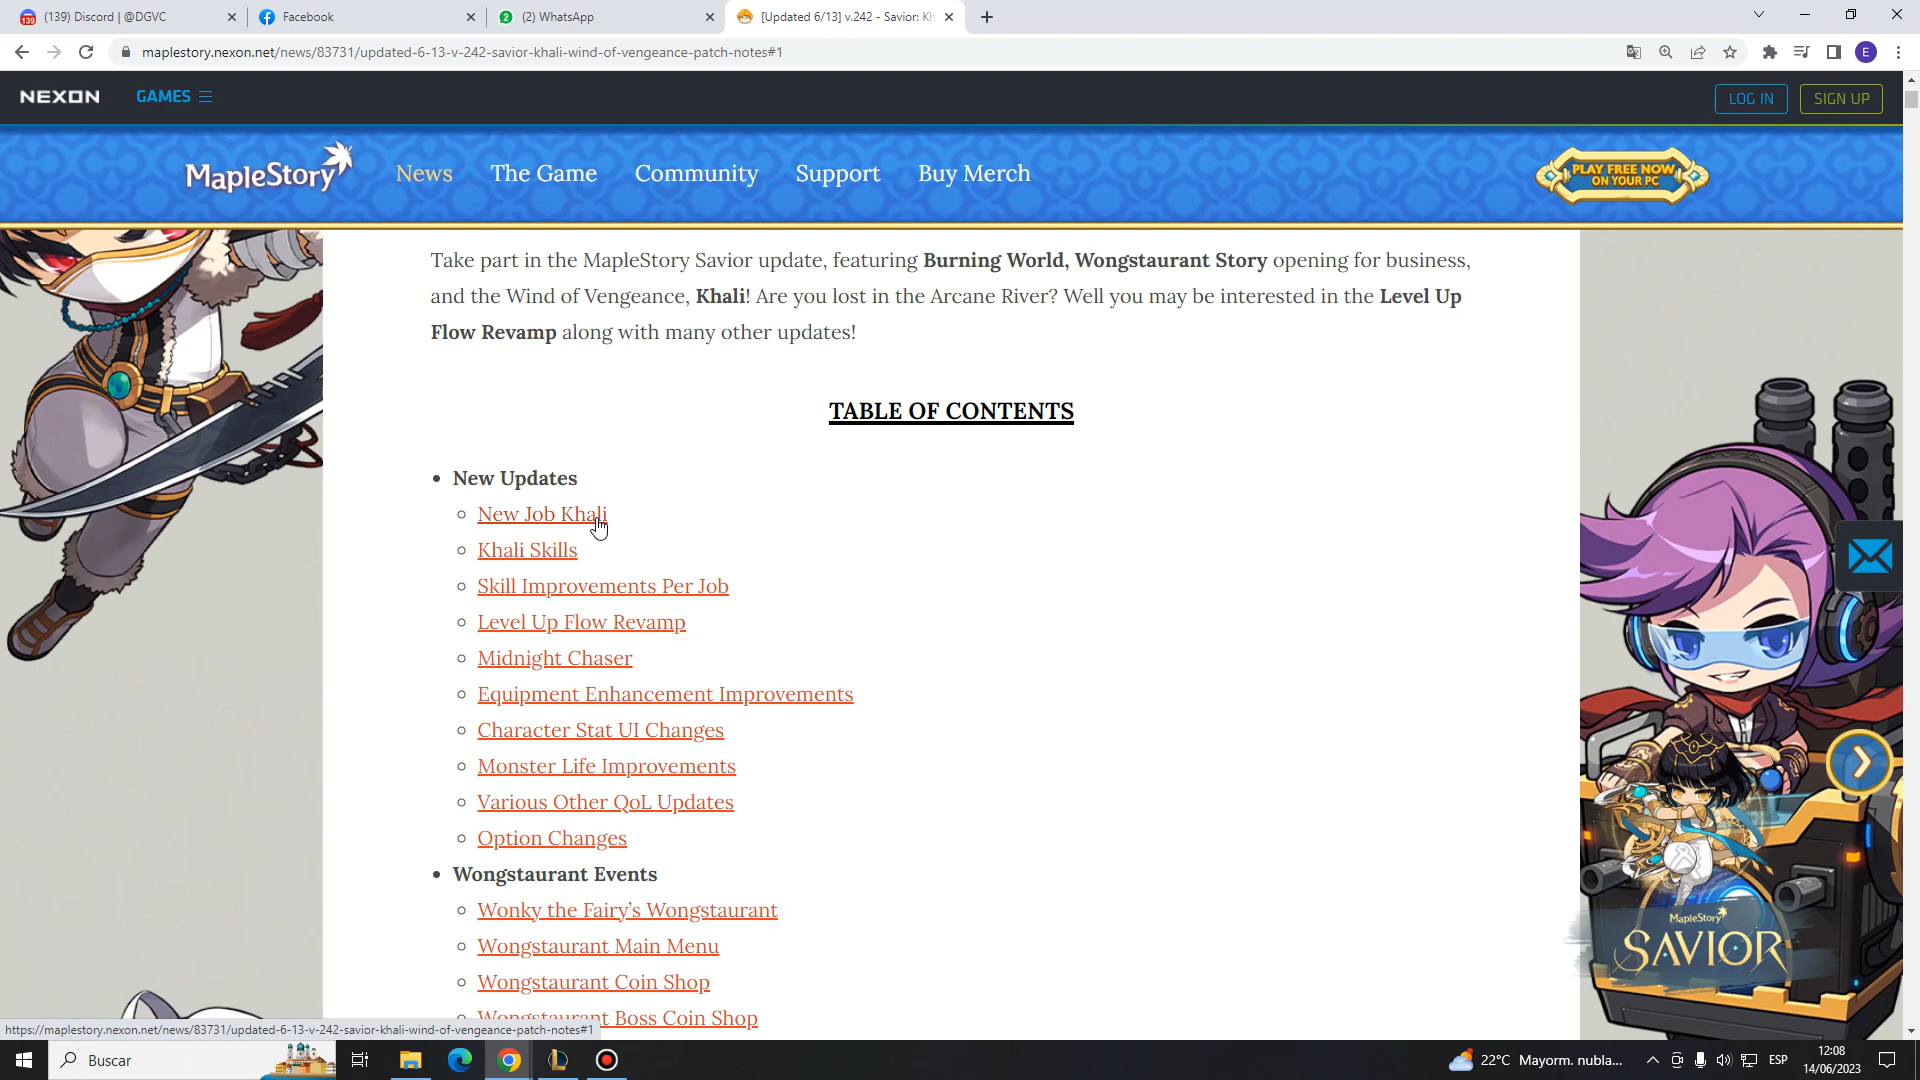 (139) Discord | @DGVC
Facebook
(2) WhatsApp
[Updated 6/13] v.242 - Savior: Kh
maplestory.nexon.net/news/83731/updated-6-13-v-242-savior-khali-wind-of-vengeance-patch-notes#1
E
NEXON
GAMES
LOG IN
SIGN UP
MapleStory
News
The Game
Community
Support
Buy Merch
PLAY FREE NOW
ON YOUR PC
Take part in the MapleStory Savior update, featuring Burning World, Wongstaurant Story opening for business,
and the Wind of Vengeance, Khali! Are you lost in the Arcane River? Well you may be interested in the Level Up
Flow Revamp along with many other updates!
TABLE OF CONTENTS
New Updates
New Job Khali
Khali Skills
Skill Improvements Per Job
Level Up Flow Revamp
Midnight Chaser
Equipment Enhancement Improvements
Character Stat UI Changes
Monster Life Improvements
Various Other QoL Updates
Option Changes
Wongstaurant Events
Wonky the Fairy's Wongstaurant
Wongstaurant Main Menu
Wongstaurant Coin Shop
Wongstaurant Boss Coin Shop
MapleStory
SAVIOR
https://maplestory.nexon.net/news/83731/updated-6-13-v-242-savior-khali-wind-of-vengeance-patch-notes#1
Buscar
22°C Mayorm. nubla...
ESP
12:08
14/06/2023